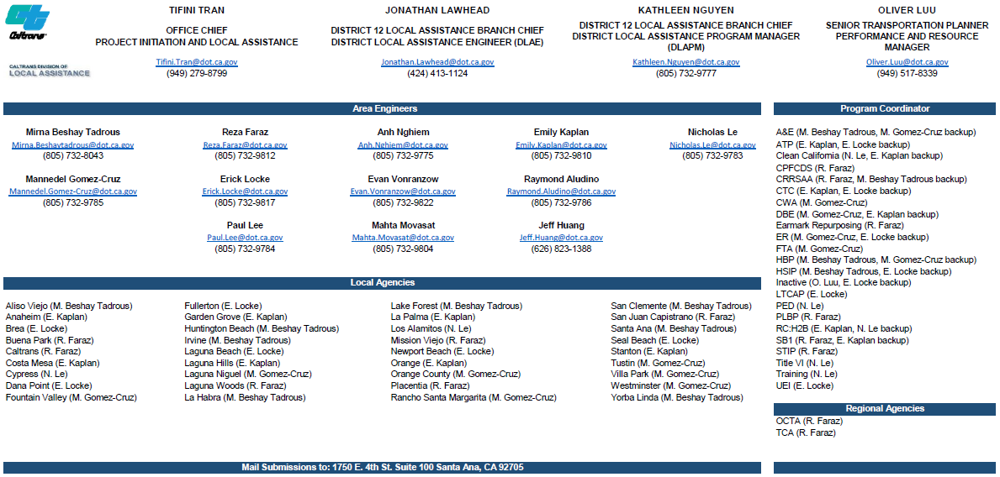 Caltrans
CALTRANS DIVISION OF
LOCAL ASSISTANCE
TIFINI TRAN
OFFICE CHIEF
PROJECT INITIATION AND LOCAL ASSISTANCE
Tifini.Tran@dot.ca.gov
(949) 279-8799
JONATHAN LAWHEAD
DISTRICT 12 LOCAL ASSISTANCE BRANCH CHIEF
DISTRICT LOCAL ASSISTANCE ENGINEER (DLAE)
Jonathan.Lawhead@dot.ca.gov
(424) 413-1124
KATHLEEN NGUYEN
DISTRICT 12 LOCAL ASSISTANCE BRANCH CHIEF
DISTRICT LOCAL ASSISTANCE PROGRAM MANAGER
(DLAPM)
Kathleen.Nguyen@dot.ca.gov
(805) 732-9777
OLIVER LUU
SENIOR TRANSPORTATION PLANNER
PERFORMANCE AND RESOURCE
MANAGER
Oliver.Luu@dot.ca.gov
(949) 517-8339
Area Engineers
Mirna Beshay Tadrous
Mirna.Beshaytadrous@dot.ca.gov
(805) 732-8043
Reza Faraz
Reza.Faraz@dot.ca.gov
(805) 732-9812
Anh Nghiem
Anh.Nghiem@dot.ca.gov
(805) 732-9775
Emily Kaplan
Emily.Kaplan@dot.ca.gov
(805) 732-9810
Nicholas Le
Nicholas.Le@dot.ca.gov
(805) 732-9783
Mannedel Gomez-Cruz
Mannedel.Gomez-Cruz@dot.ca.gov
(805) 732-9785
Erick Locke
Erick.Locke@dot.ca.gov
(805) 732-9817
Evan Vonranzow
Evan.Vonranzow@dot.ca.gov
(805) 732-9822
Raymond Aludino
Raymond.Aludino@dot.ca.gov
(805) 732-9786
Paul Lee
Paul.Lee@dot.ca.gov
(805) 732-9784
Mahta Movasat
Mahta.Movasat@dot.ca.gov
(805) 732-9804
Jeff Huang
Jeff.Huang@dot.ca.gov
(626) 823-1388
Local Agencies
Aliso Viejo (M. Beshay Tadrous)
Anaheim (E. Kaplan)
Brea (E. Locke)
Buena Park (R. Faraz)
Caltrans (R. Faraz)
Costa Mesa (E. Kaplan)
Cypress (N. Le)
Dana Point (E. Locke)
Fountain Valley (M. Gomez-Cruz)
Fullerton (E. Locke)
Garden Grove (E. Kaplan)
Huntington Beach (M. Beshay Tadrous)
Irvine (M. Beshay Tadrous)
Laguna Beach (E. Locke)
Laguna Hills (E. Kaplan)
Laguna Niguel (M. Gomez-Cruz)
Laguna Woods (R. Faraz)
La Habra (M. Beshay Tadrous)
Lake Forest (M. Beshay Tadrous)
La Palma (E. Kaplan)
Los Alamitos (N. Le)
Mission Viejo (R. Faraz)
Newport Beach (E. Locke)
Orange (E. Kaplan)
Orange County (M. Gomez-Cruz)
Placentia (R. Faraz)
Rancho Santa Margarita (M. Gomez-Cruz)
San Clemente (M. Beshay Tadrous)
San Juan Capistrano (R. Faraz)
Santa Ana (M. Beshay Tadrous)
Seal Beach (E. Locke)
Stanton (E. Kaplan)
Tustin (M. Gomez-Cruz)
Villa Park (M. Gomez-Cruz)
Westminster (M. Gomez-Cruz)
Yorba Linda (M. Beshay Tadrous)
Mail Submissions to: 1750 E. 4th St. Suite 100 Santa Ana, CA 92705
Program Coordinator
A&E (M. Beshay Tadrous, M. Gomez-Cruz backup)
ATP (E. Kaplan, E. Locke backup)
Clean California (N. Le, E. Kaplan backup)
CPFCDS (R. Faraz)
CRRSAA (R. Faraz, M. Beshay Tadrous backup)
CTC (E. Kaplan, E. Locke backup)
CWA (M. Gomez-Cruz)
DBE (M. Gomez-Cruz, E. Kaplan backup)
Earmark Repurposing (R. Faraz)
ER (M. Gomez-Cruz, E. Locke backup)
FTA (M. Gomez-Cruz)
HBP (M. Beshay Tadrous, M. Gomez-Cruz backup)
HSIP (M. Beshay Tadrous, E. Locke backup)
Inactive (O. Luu, E. Locke backup)
LTCAP (E. Locke)
PED (N. Le)
PLBP (R. Faraz)
RC:H2B (E. Kaplan, N. Le backup)
SB1 (R. Faraz, E. Kaplan backup)
STIP (R. Faraz)
Title VI (N. Le)
Training (N. Le)
UEI (E. Locke)
Regional Agencies
OCTA (R. Faraz)
TCA (R. Faraz)